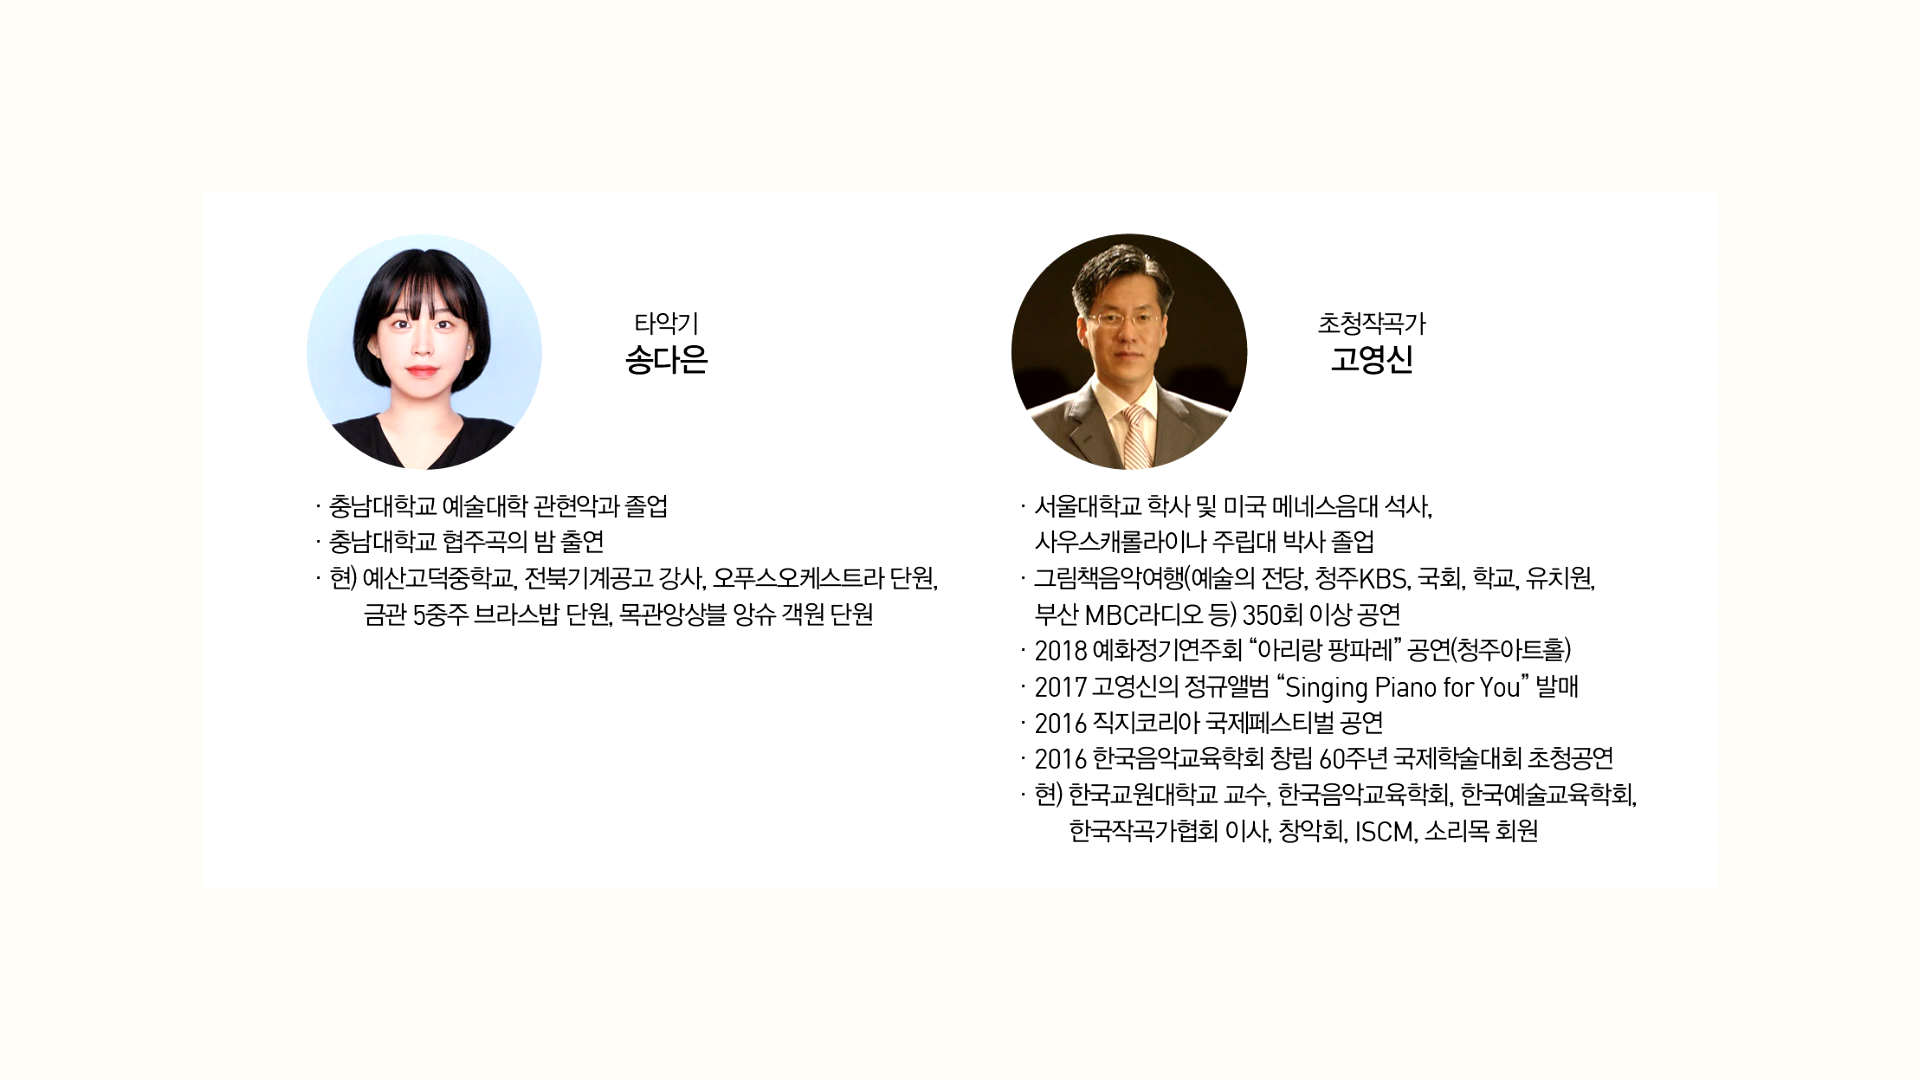 타악기
송다은
· 충남대학교 예술대학 관현악과 졸업
· 충남대학교 협주곡의 밤 출연
· 현) 예산고덕중학교, 전북기계공고 강사, 오푸스오케스트라 단원,
금관 5중주 브라스밥 단원, 목관앙상블 앙슈 객원 단원
초청작곡가
고영신
· 서울대학교 학사 및 미국 메네스음대 석사,
사우스캐롤라이나 주립대 박사 졸업
· 그림책음악여행(예술의 전당, 청주KBS, 국회, 학교, 유치원,
부산 MBC라디오 등) 350회 이상 공연
· 2018 예화정기연주회 “아리랑 팡파레” 공연(청주아트홀)
· 2017 고영신의 정규앨범 “Singing Piano for You” 발매
· 2016 직지코리아 국제페스티벌 공연
· 2016 한국음악교육학회 창립 60주년 국제학술대회 초청공연
· 현) 한국교원대학교 교수, 한국음악교육학회, 한국예술교육학회,
한국작곡가협회 이사, 창악회, ISCM, 소리목 회원